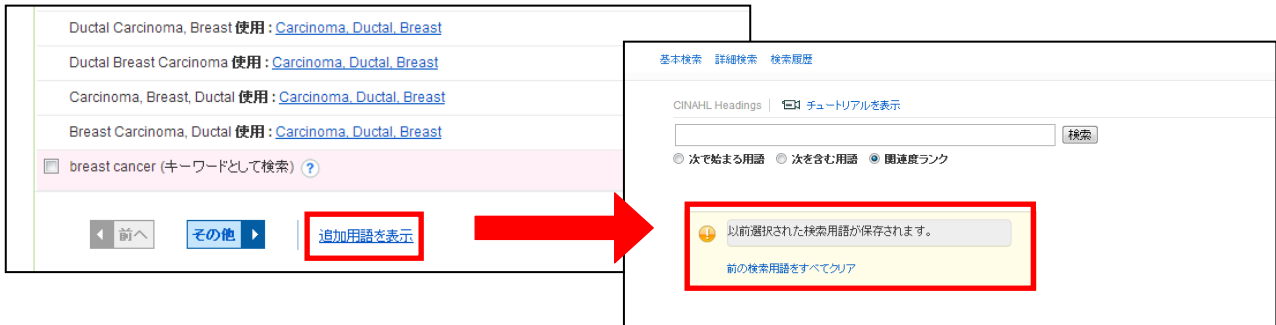 Ductal Carcinoma, Breast 使用 : Carcinoma, Ductal, Breast
Ductal Breast Carcinoma 使用 : Carcinoma, Ductal, Breast
Carcinoma, Breast, Ductal 使用 : Carcinoma, Ductal, Breast
Breast Carcinoma, Ductal 使用 : Carcinoma, Ductal, Breast
breast cancer (キーワードとして検索) ?
前へ その他 追加用語を表示
基本検索 詳細検索 検索履歴
CINAHL Headings チュートリアルを表示
検索
次で始まる用語 次を含む用語 関連度ランク
以前選択された検索用語が保存されます。
前の検索用語をすべてクリア